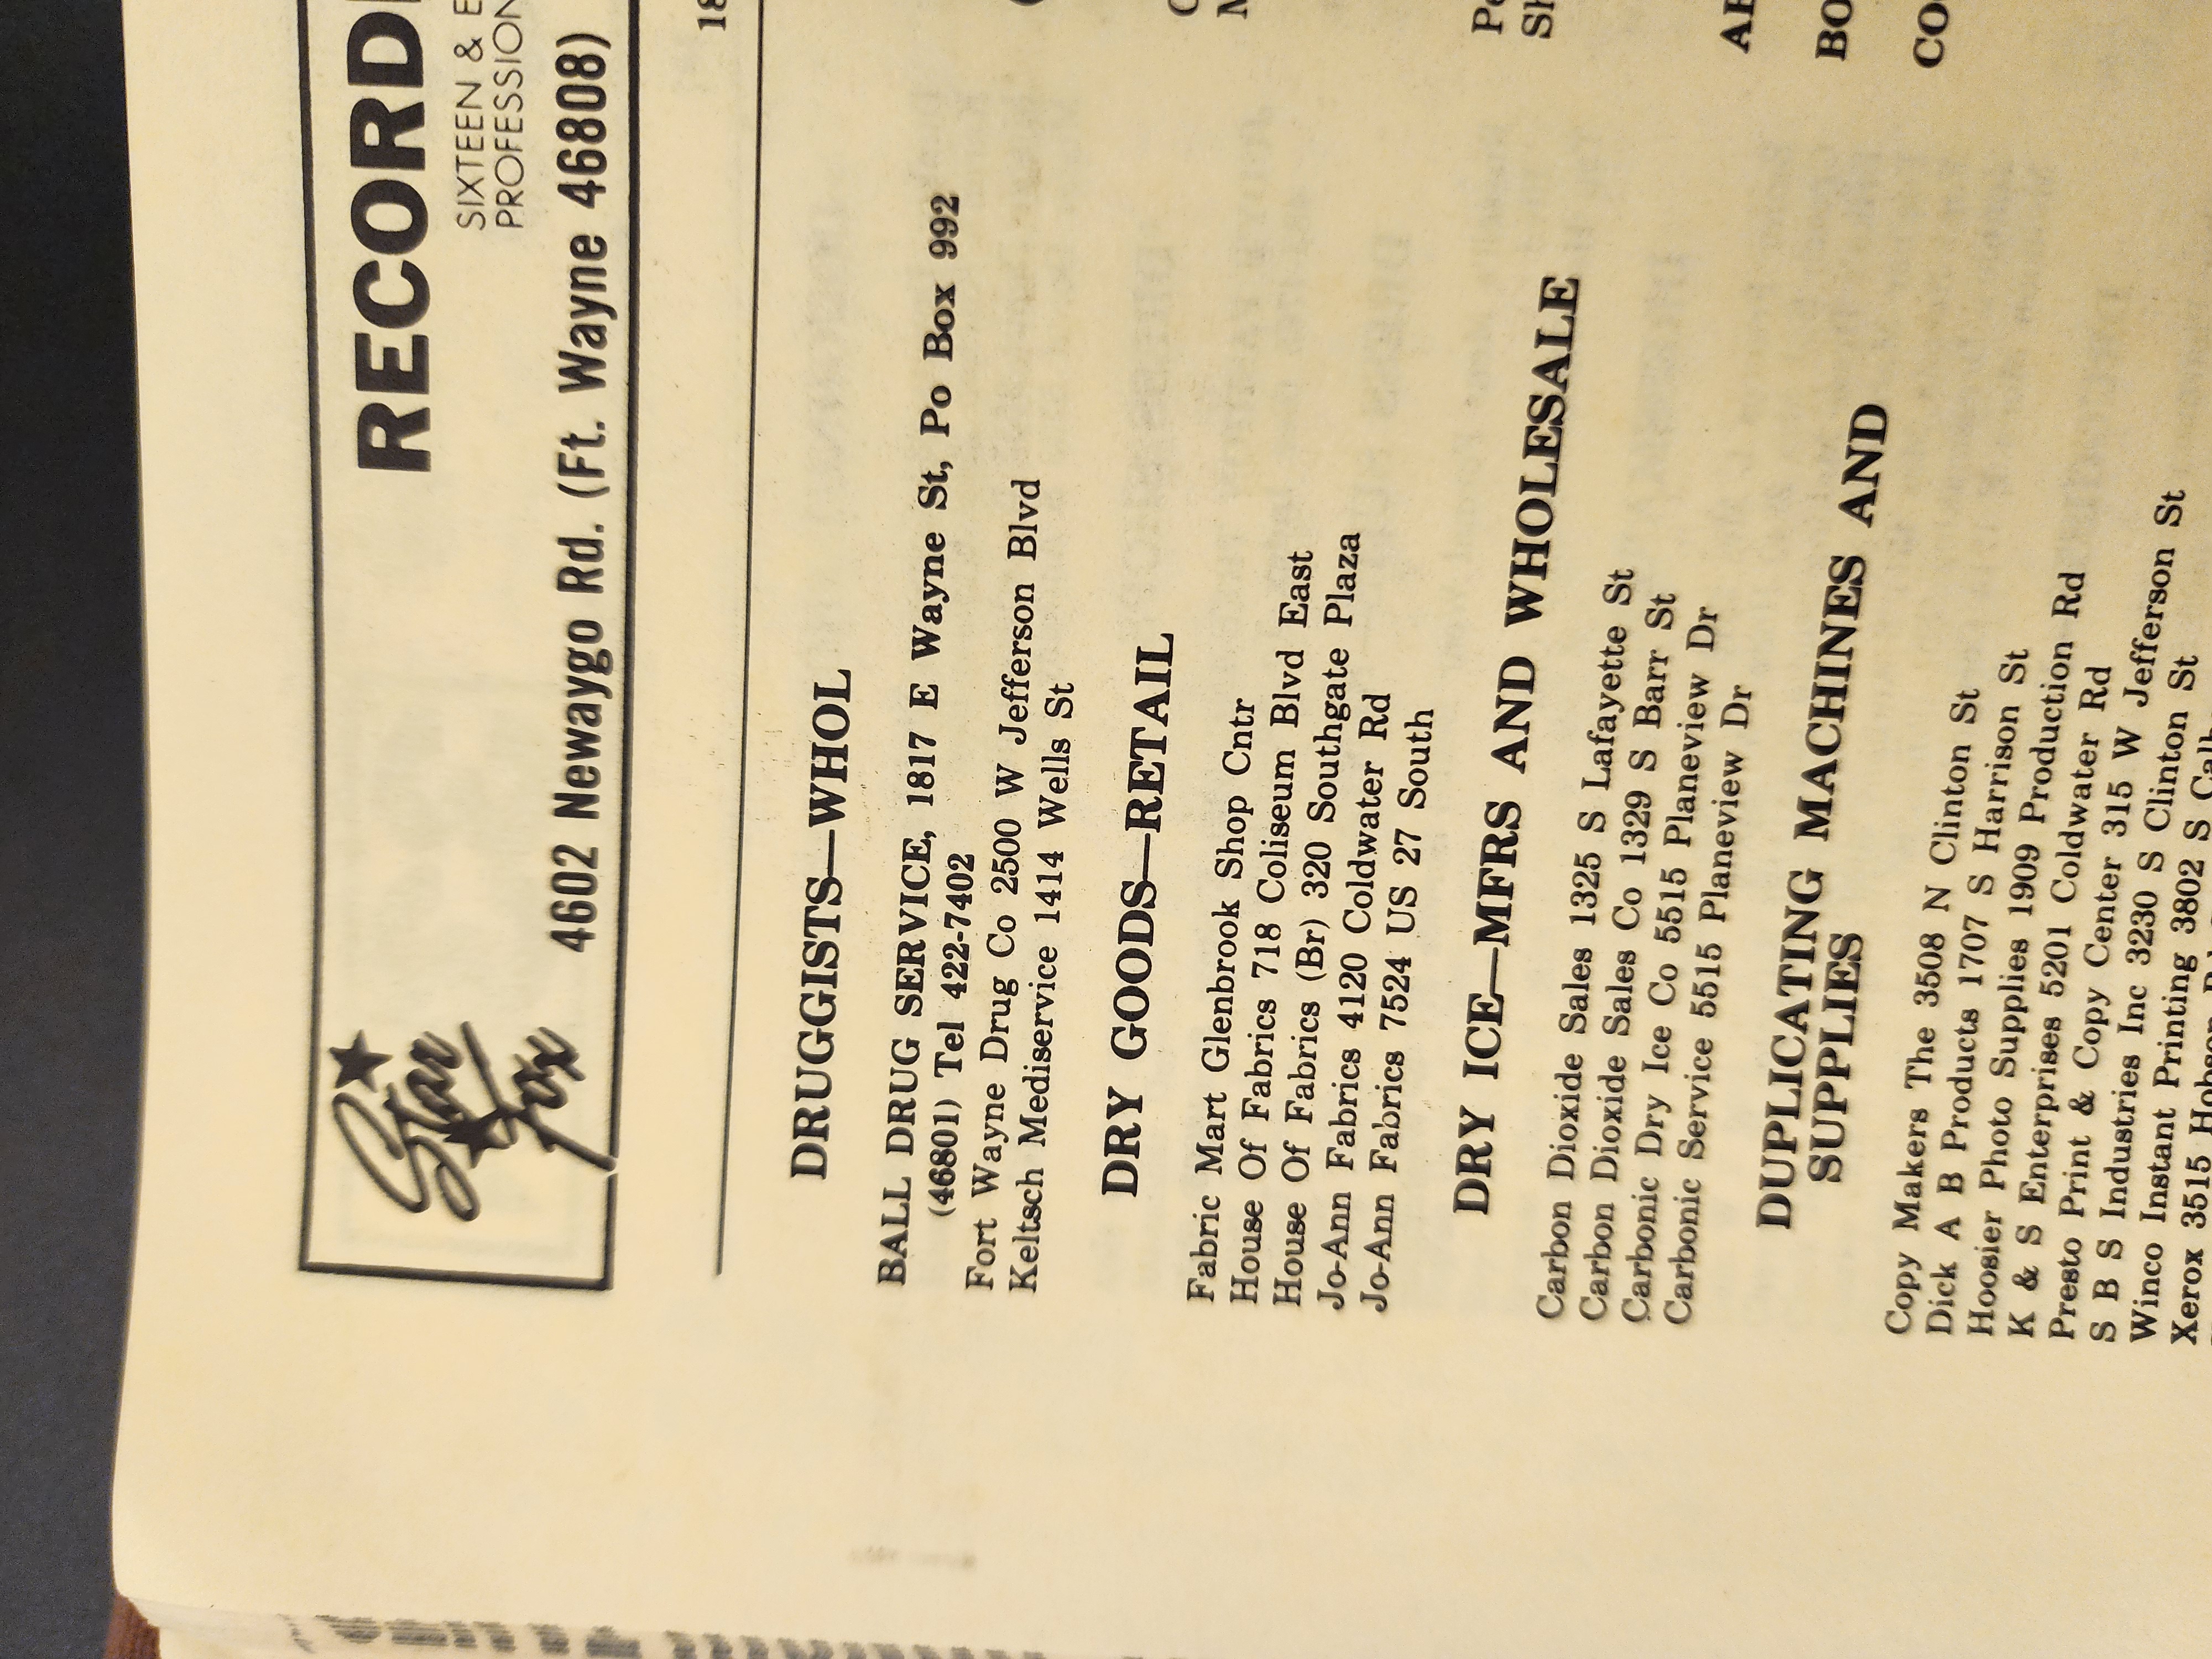 Star Fox
RECORD
SIXTEEN &
PROFESSION
4602 Newaygo Rd. (Ft. Wayne 46808)
18
DRUGGISTS—WHOL
BALL DRUG SERVICE, 1817 E Wayne St, Po Box 992
(46801) Tel 422-7402
Fort Wayne Drug Co 2500 W Jefferson Blvd
Keltsch Mediservice 1414 Wells St
DRY GOODS—RETAIL
Fabric Mart Glenbrook Shop Cntr
House Of Fabrics 718 Coliseum Blvd East
House Of Fabrics (Br) 320 Southgate Plaza
Jo-Ann Fabrics 4120 Coldwater Rd
Jo-Ann Fabrics 7524 US 27 South
DRY ICE—MFRS AND WHOLESALE
Carbon Dioxide Sales 1325 S Lafayette St
Carbon Dioxide Sales Co 1329 S Barr St
Carbonic Dry Ice Co 5515 Planeview Dr
Carbonic Service 5515 Planeview Dr
DUPLICATING MACHINES AND
SUPPLIES
Copy Makers The 3508 N Clinton St
Dick A B Products 1707 S Harrison St
Hoosier Photo Supplies 1909 Production Rd
K & S Enterprises 5201 Coldwater Rd
Presto Print & Copy Center 315 W Jefferson St
S B S Industries Inc 3230 S Clinton St
Winco Instant Printing 3802 S Calh
Xerox 3515 Hobson
BO
CO